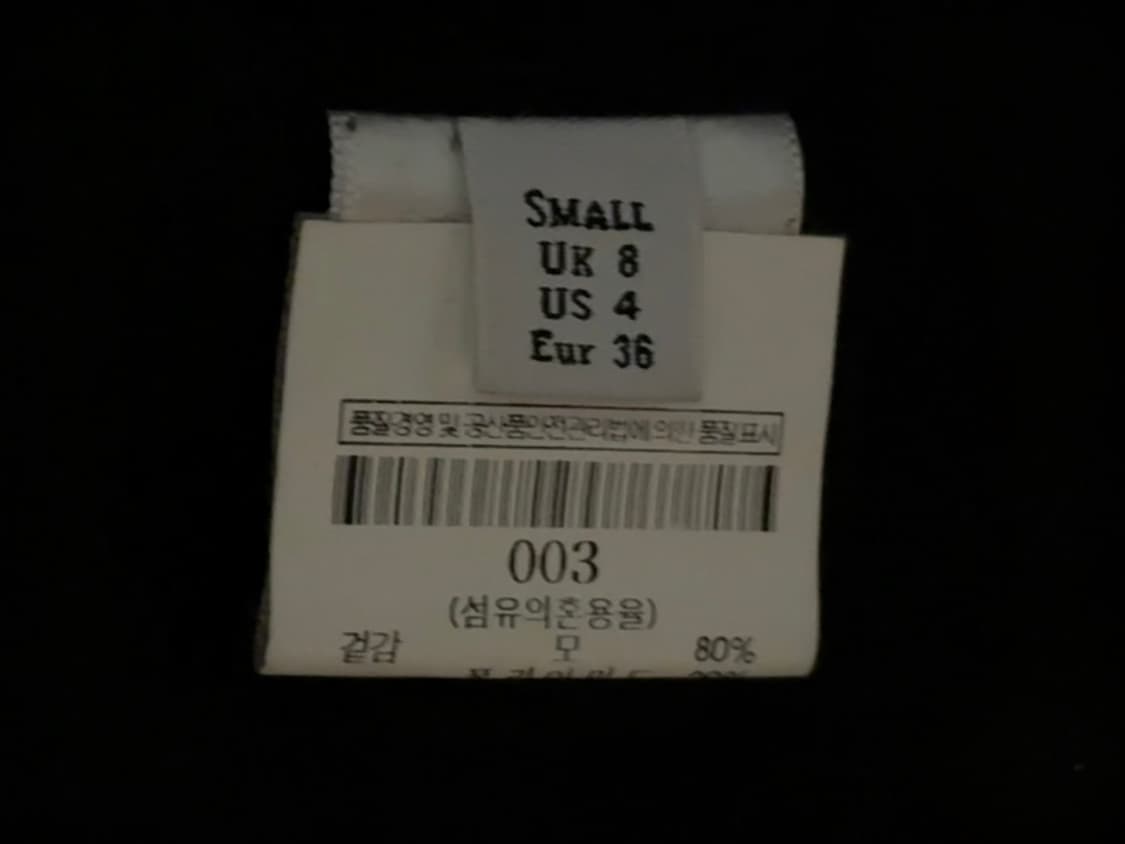 SMALL
UK 8
US 4
Eur 36
품질경영 및 공산품안전관리법에 의한 품질표시
003
(섬유의혼용율)
겉감 모 80%